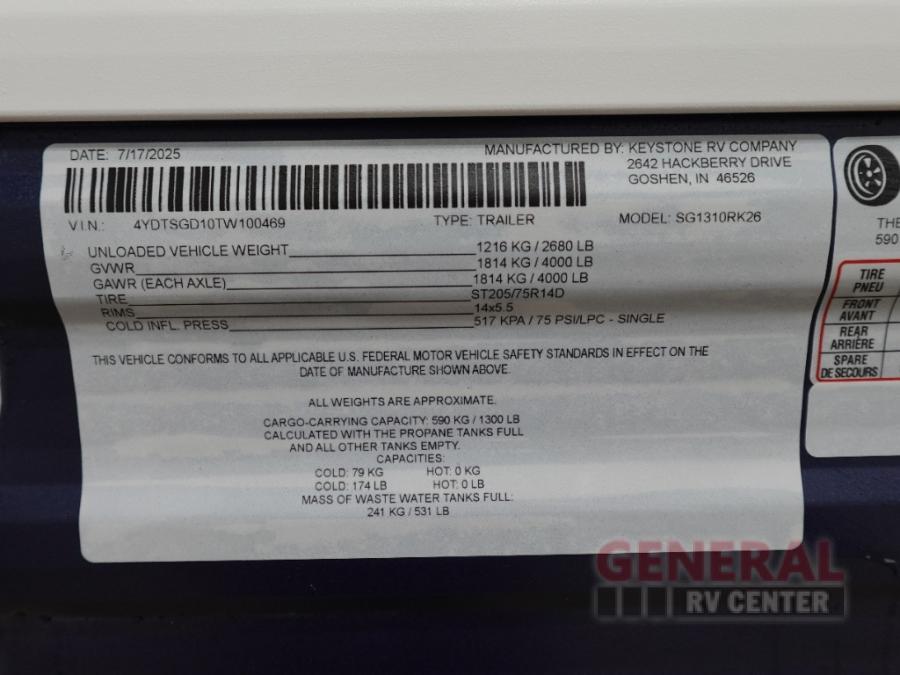 DATE: 7/17/2025
MANUFACTURED BY: KEYSTONE RV COMPANY
2642 HACKBERRY DRIVE
GOSHEN, IN 46526
V.I.N.: 4YDTSGD10TW100469 TYPE: TRAILER MODEL: SG1310RK26
UNLOADED VEHICLE WEIGHT 1216 KG / 2680 LB
GVWR 1814 KG / 4000 LB
GAWR (EACH AXLE) 1814 KG / 4000 LB
TIRE ST205/75R14D
RIMS 14x5.5
COLD INFL. PRESS 517 KPA / 75 PSI/LPC - SINGLE
THIS VEHICLE CONFORMS TO ALL APPLICABLE U.S. FEDERAL MOTOR VEHICLE SAFETY STANDARDS IN EFFECT ON THE
DATE OF MANUFACTURE SHOWN ABOVE.
ALL WEIGHTS ARE APPROXIMATE.
CARGO-CARRYING CAPACITY: 590 KG / 1300 LB
CALCULATED WITH THE PROPANE TANKS FULL
AND ALL OTHER TANKS EMPTY.
CAPACITIES:
COLD: 79 KG HOT: 0 KG
COLD: 174 LB HOT: 0 LB
MASS OF WASTE WATER TANKS FULL:
241 KG / 531 LB
THE
590
TIRE
PNEU
FRONT
AVANT
REAR
ARRIÈRE
SPARE
DE SECOURS
GENERAL
RV CENTER